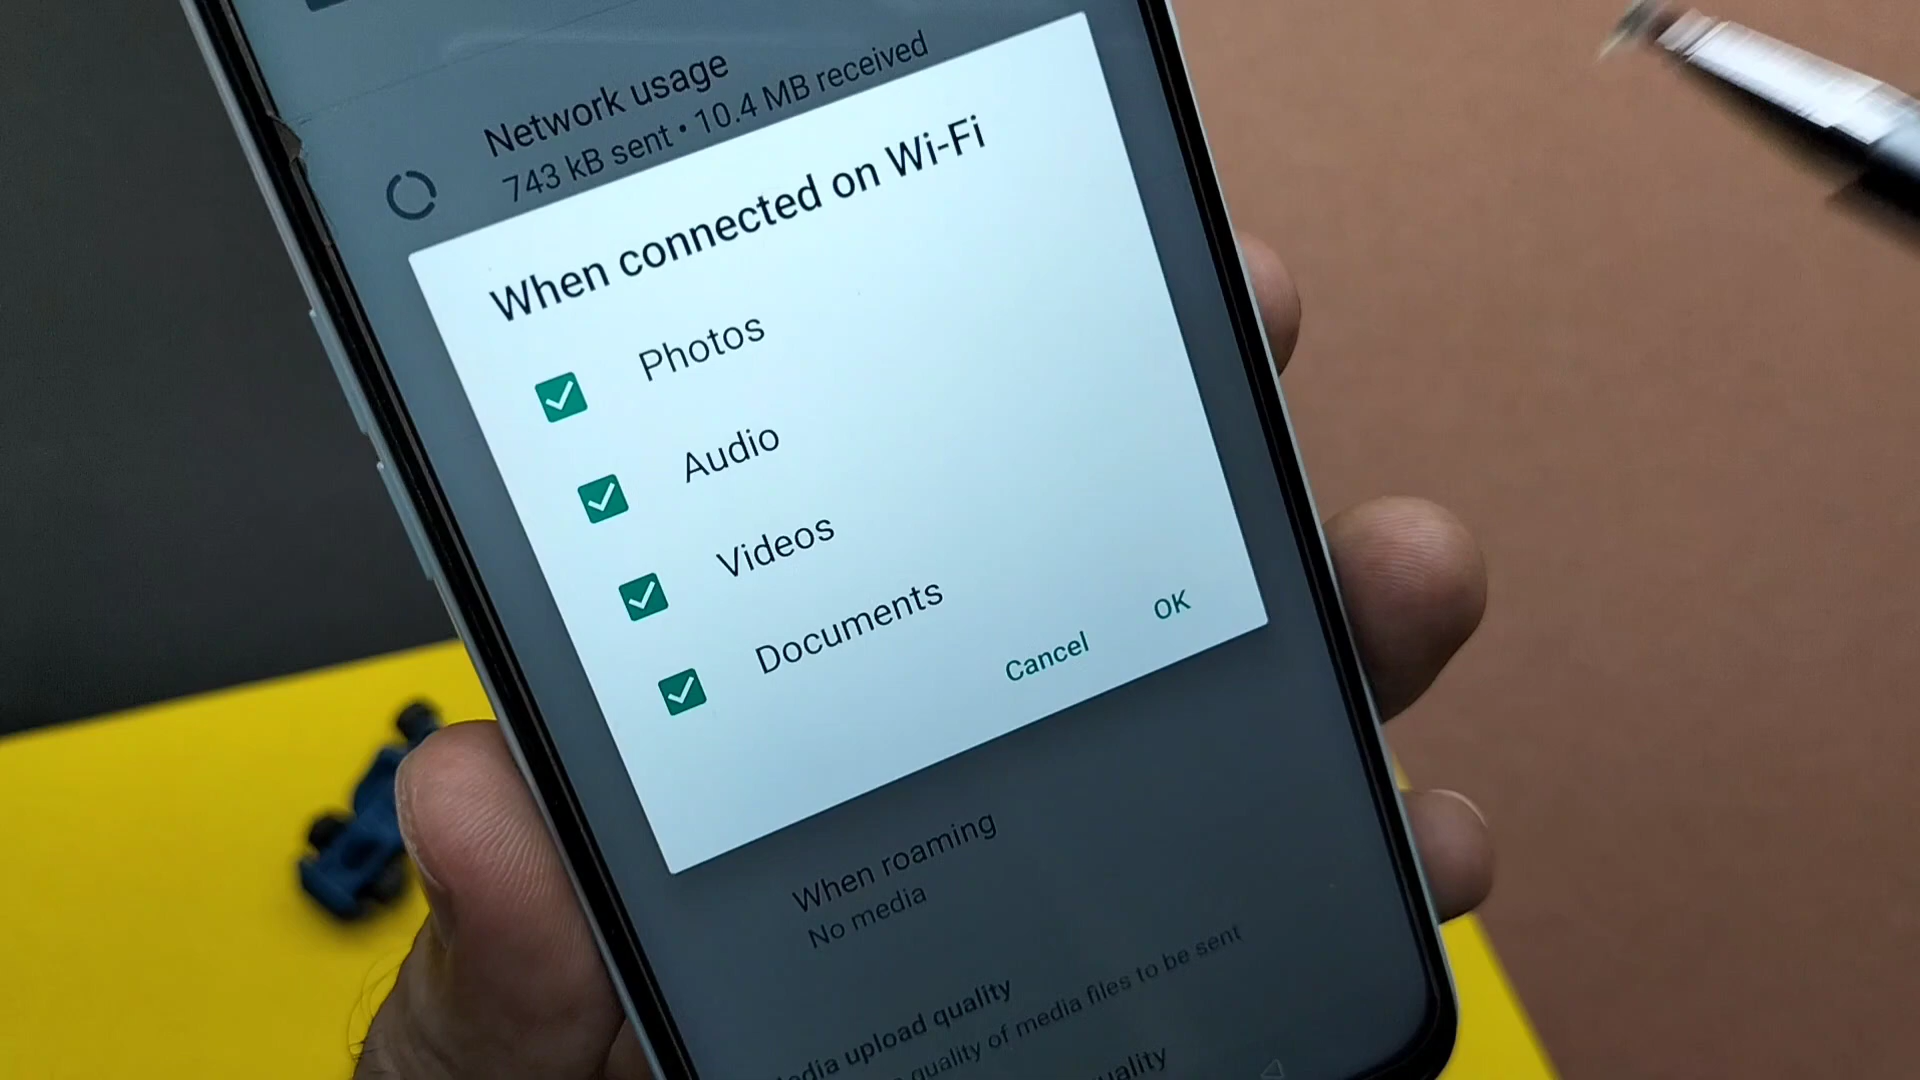 Network usage
743 kB sent • 10.4 MB received
When connected on Wi-Fi
Photos
Audio
Videos
Documents
Cancel
OK
When roaming
No media
upload quality
quality of media files to be sent